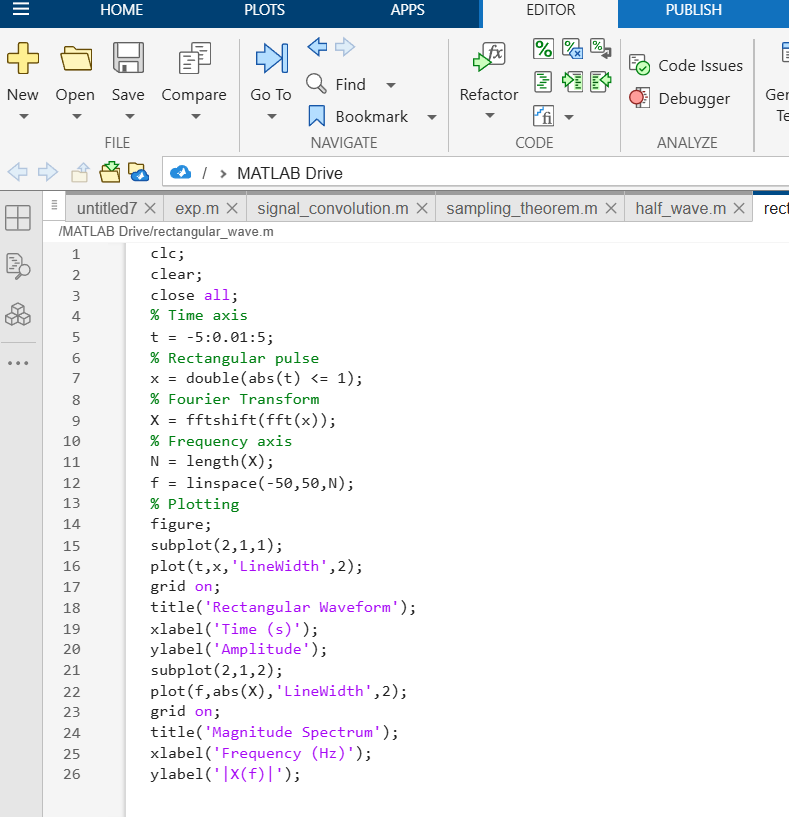 HOME PLOTS APPS EDITOR PUBLISH
New Open Save Compare Go To Find Bookmark Refactor Code Issues Debugger
FILE NAVIGATE CODE ANALYZE
/ › MATLAB Drive
untitled7 × exp.m × signal_convolution.m × sampling_theorem.m × half_wave.m × rect
/MATLAB Drive/rectangular_wave.m
1 clc;
2 clear;
3 close all;
4 % Time axis
5 t = -5:0.01:5;
6 % Rectangular pulse
7 x = double(abs(t) <= 1);
8 % Fourier Transform
9 X = fftshift(fft(x));
10 % Frequency axis
11 N = length(X);
12 f = linspace(-50,50,N);
13 % Plotting
14 figure;
15 subplot(2,1,1);
16 plot(t,x,'LineWidth',2);
17 grid on;
18 title('Rectangular Waveform');
19 xlabel('Time (s)');
20 ylabel('Amplitude');
21 subplot(2,1,2);
22 plot(f,abs(X),'LineWidth',2);
23 grid on;
24 title('Magnitude Spectrum');
25 xlabel('Frequency (Hz)');
26 ylabel('|X(f)|');